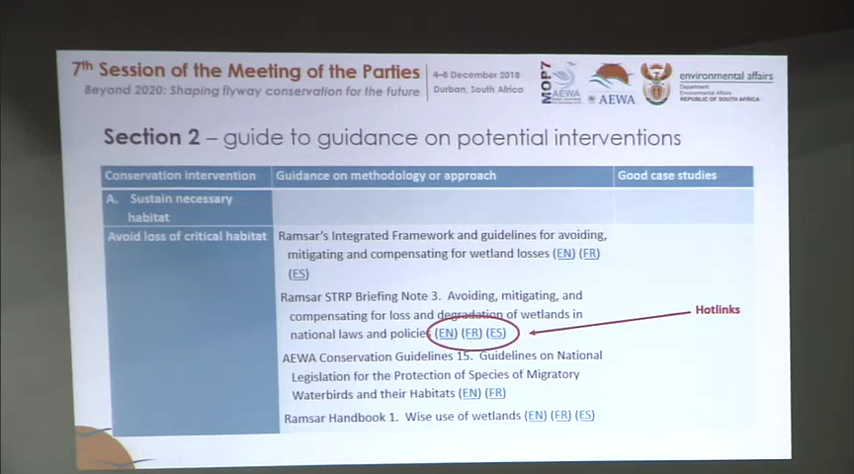 7th Session of the Meeting of the Parties
Beyond 2020: Shaping flyway conservation for the future
4–8 December 2018
Durban, South Africa
MOP7
AEWA
AEWA
environmental affairs
Department:
Environmental Affairs
REPUBLIC OF SOUTH AFRICA
Section 2 – guide to guidance on potential interventions
Conservation intervention Guidance on methodology or approach Good case studies
A. Sustain necessary
habitat
Avoid loss of critical habitat
Ramsar's Integrated Framework and guidelines for avoiding,
mitigating and compensating for wetland losses (EN) (FR)
(ES)
Ramsar STRP Briefing Note 3. Avoiding, mitigating, and
compensating for loss and degradation of wetlands in
national laws and policies (EN) (FR) (ES)
Hotlinks
AEWA Conservation Guidelines 15. Guidelines on National
Legislation for the Protection of Species of Migratory
Waterbirds and their Habitats (EN) (FR)
Ramsar Handbook 1. Wise use of wetlands (EN) (FR) (ES)